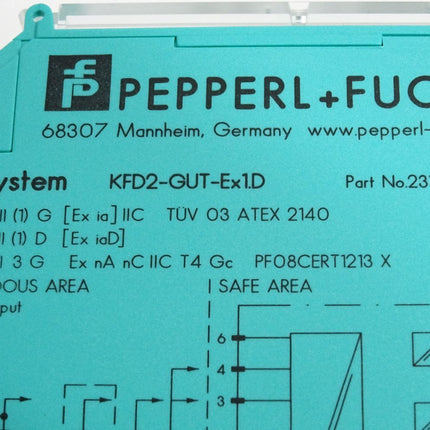 PEPPERL+FUC
68307 Mannheim, Germany www.pepperl-
ystem KFD2-GUT-Ex1.D Part No.23
II (1) G [Ex ia] IIC TÜV 03 ATEX 2140
II (1) D [Ex iaD]
I 3 G Ex nA nC IIC T4 Gc PF08CERT1213 X
OUS AREA SAFE AREA
put
6
4
3